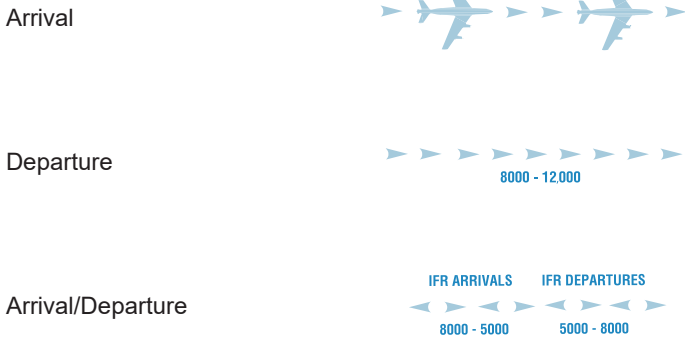 Arrival
Departure
8000 - 12,000
IFR ARRIVALS IFR DEPARTURES
Arrival/Departure
8000 - 5000 5000 - 8000